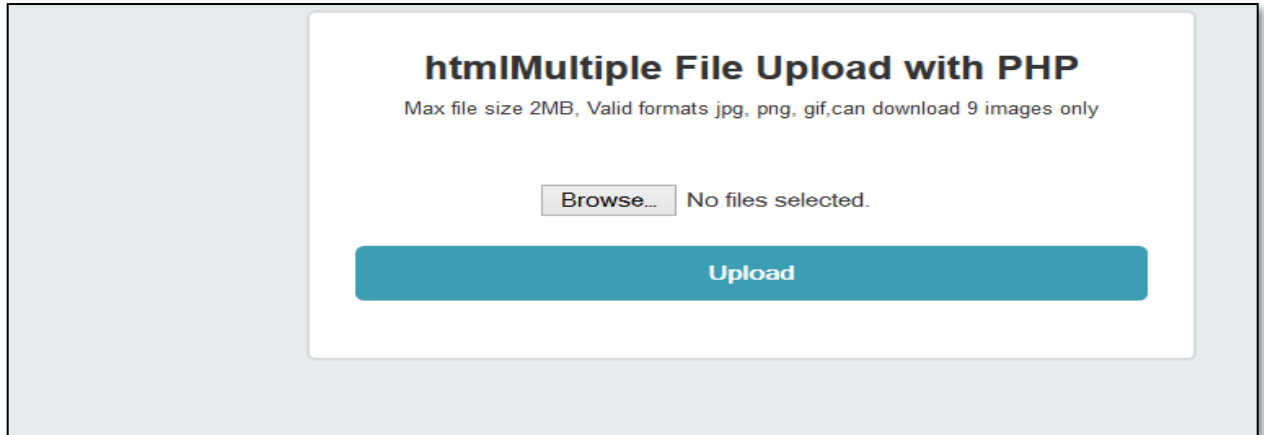 htmlMultiple File Upload with PHP
Max file size 2MB, Valid formats jpg, png, gif,can download 9 images only
Browse... No files selected.
Upload